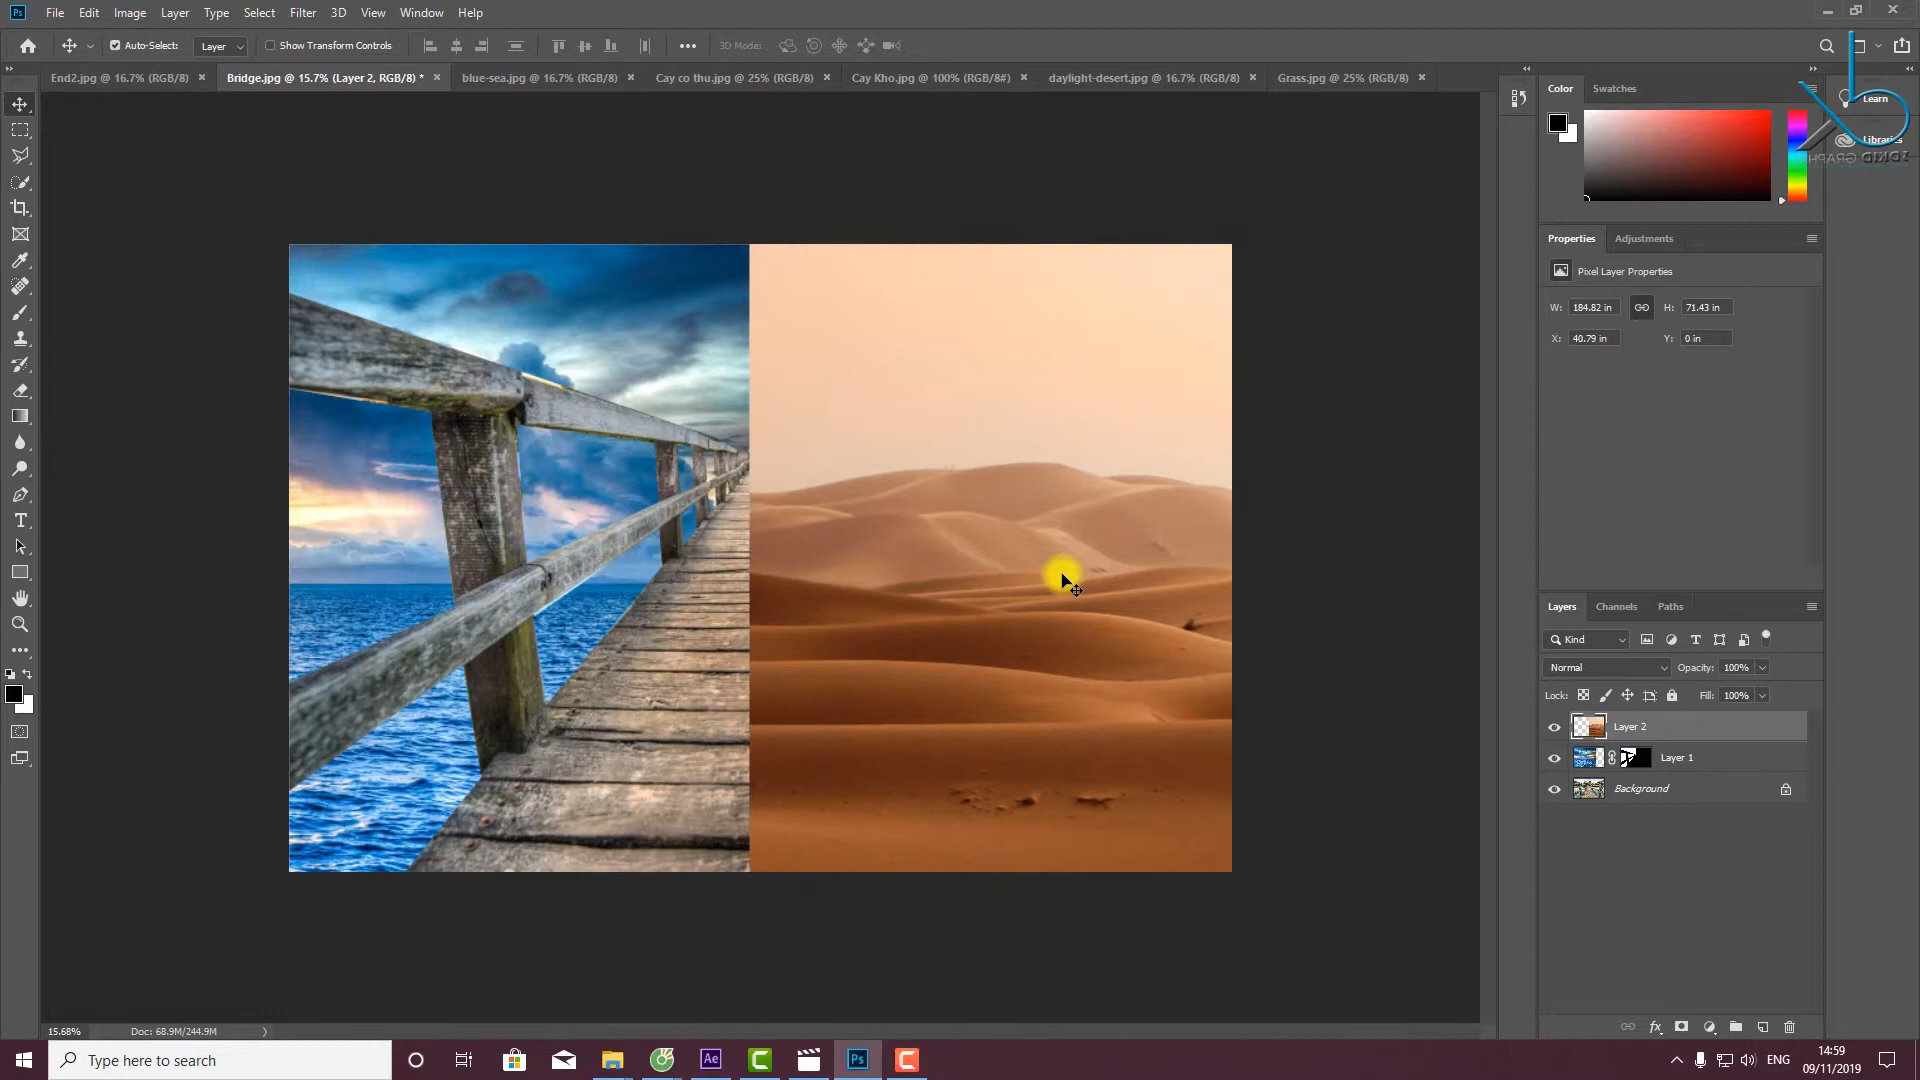 Ps File Edit Image Layer Type Select Filter 3D View Window Help
Auto-Select: Layer Show Transform Controls 3D Mode:
End2.jpg @ 16.7% (RGB/8) Bridge.jpg @ 15.7% (Layer 2, RGB/8) * blue-sea.jpg @ 16.7% (RGB/8) Cay co thu.jpg @ 25% (RGB/8) Cay Kho.jpg @ 100% (RGB/8#) daylight-desert.jpg @ 16.7% (RGB/8) Grass.jpg @ 25% (RGB/8)
Color Swatches
Learn
Libraries
Properties Adjustments
Pixel Layer Properties
W: 184.82 in H: 71.43 in
X: 40.79 in Y: 0 in
Layers Channels Paths
Kind
Normal Opacity: 100%
Lock: Fill: 100%
Layer 2
Layer 1
Background
fx
15.68% Doc: 68.9M/244.9M
Type here to search Ae Ps ENG
14:59
09/11/2019